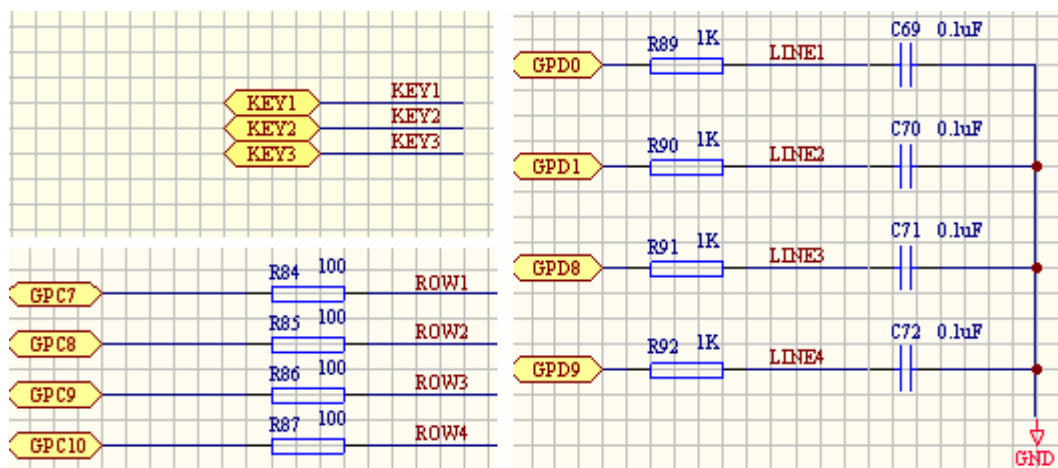 KEY1 KEY1
KEY2 KEY2
KEY3 KEY3
GPC7 R84 100 ROW1
GPC8 R85 100 ROW2
GPC9 R86 100 ROW3
GPC10 R87 100 ROW4
GPD0 R89 1K LINE1 C69 0.1uF
GPD1 R90 1K LINE2 C70 0.1uF
GPD8 R91 1K LINE3 C71 0.1uF
GPD9 R92 1K LINE4 C72 0.1uF
GND